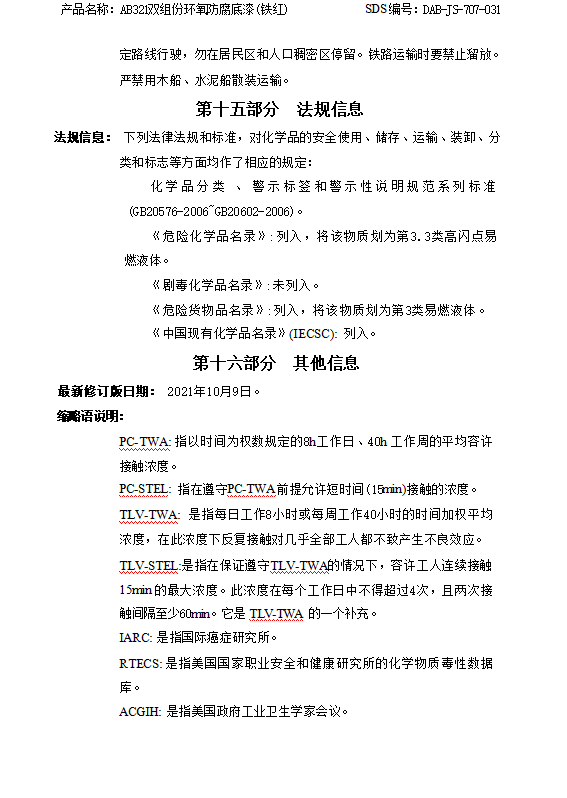 产品名称：AB321双组份环氧防腐底漆(铁红) SDS编号：DAB-JS-707-031
定路线行驶，勿在居民区和人口稠密区停留。铁路运输时要禁止溜放。
严禁用木船、水泥船散装运输。
第十五部分 法规信息
法规信息： 下列法律法规和标准，对化学品的安全使用、储存、运输、装卸、分
类和标志等方面均作了相应的规定：
化学品分类、警示标签和警示性说明规范系列标准
(GB20576-2006~GB20602-2006)。
《危险化学品名录》：列入，将该物质划为第3.3类高闪点易
燃液体。
《剧毒化学品名录》：未列入。
《危险货物品名录》：列入，将该物质划为第3类易燃液体。
《中国现有化学品名录》(IECSC)：列入。
第十六部分 其他信息
最新修订版日期： 2021年10月9日。
缩略语说明：
PC-TWA: 指以时间为权数规定的8h工作日、40h 工作周的平均容许
接触浓度。
PC-STEL: 指在遵守PC-TWA前提允许短时间(15min)接触的浓度。
TLV-TWA: 是指每日工作8小时或每周工作40小时的时间加权平均
浓度，在此浓度下反复接触对几乎全部工人都不致产生不良效应。
TLV-STEL:是指在保证遵守TLV-TWA的情况下，容许工人连续接触
15min的最大浓度。此浓度在每个工作日中不得超过4次，且两次接
触间隔至少60min。它是 TLV-TWA 的一个补充。
IARC: 是指国际癌症研究所。
RTECS: 是指美国国家职业安全和健康研究所的化学物质毒性数据
库。
ACGIH: 是指美国政府工业卫生学家会议。